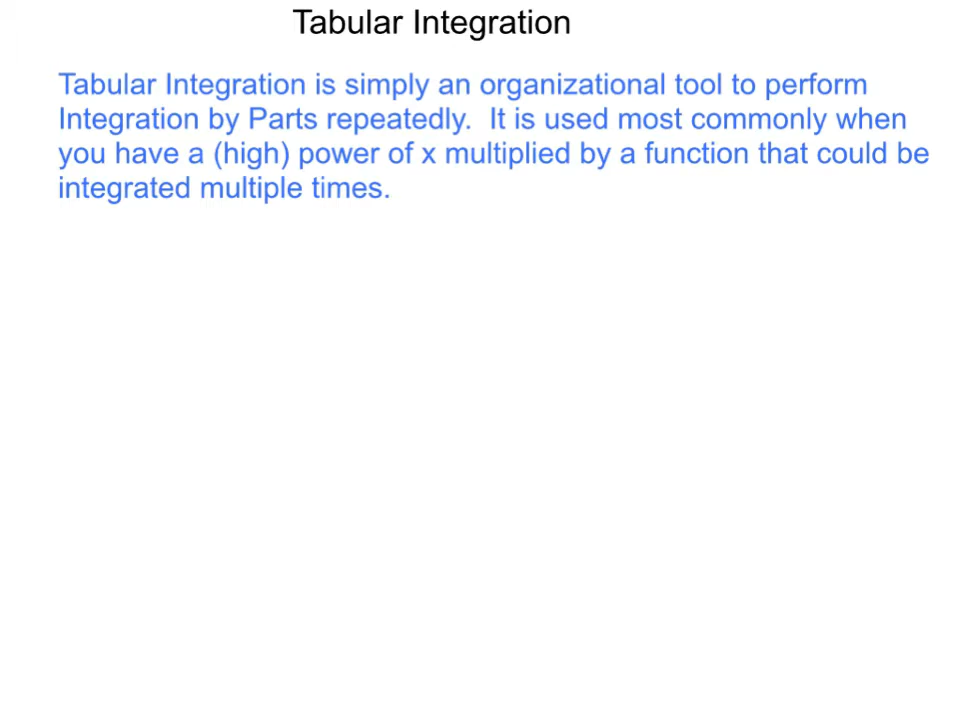 Tabular Integration
Tabular Integration is simply an organizational tool to perform
Integration by Parts repeatedly.  It is used most commonly when
you have a (high) power of x multiplied by a function that could be
integrated multiple times.